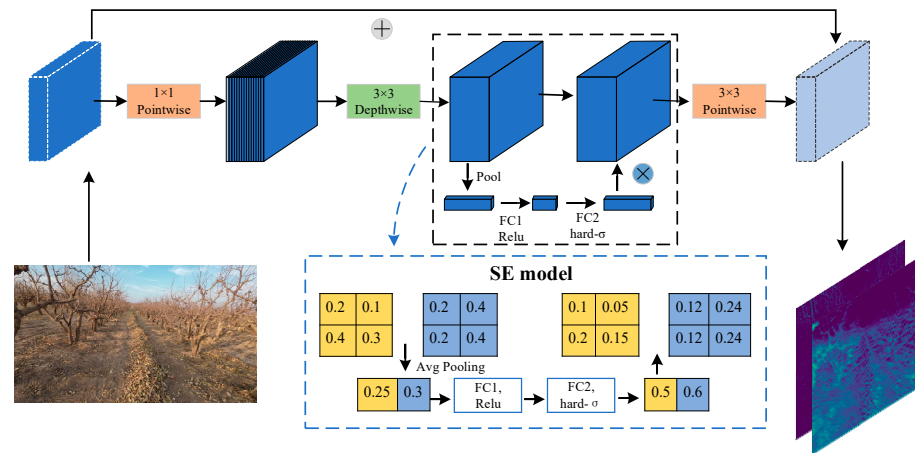 1×1
Pointwise
3×3
Depthwise
3×3
Pointwise
Pool
FC1
Relu
FC2
hard-σ
SE model
0.2 0.1
0.4 0.3
0.2 0.4
0.2 0.4
0.1 0.05
0.2 0.15
0.12 0.24
0.12 0.24
Avg Pooling
0.25 0.3
FC1,
Relu
FC2,
hard- σ
0.5 0.6